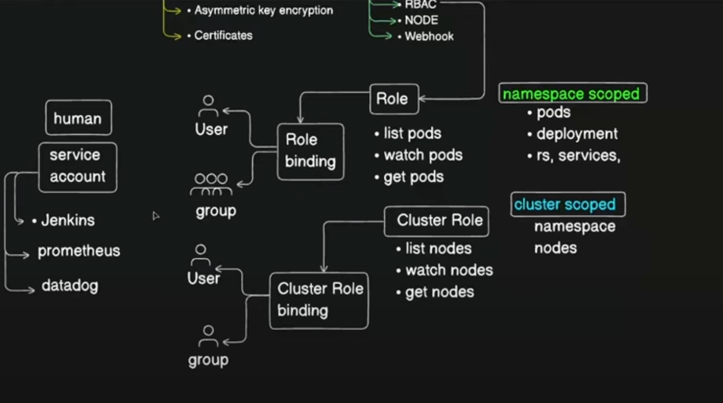 • Asymmetric key encryption
• Certificates
• RBAC
• NODE
• Webhook
human
service
account
• Jenkins
prometheus
datadog
User
group
Role
binding
Role
• list pods
• watch pods
• get pods
namespace scoped
• pods
• deployment
• rs, services,
User
group
Cluster Role
binding
Cluster Role
• list nodes
• watch nodes
• get nodes
cluster scoped
namespace
nodes